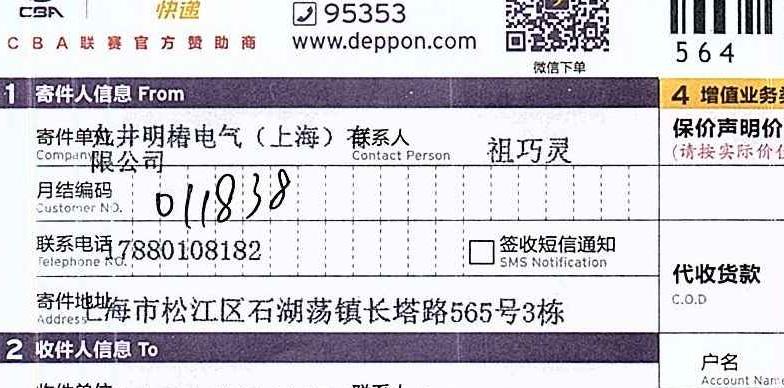 CBA 快递
95353
CBA联赛官方赞助商
www.deppon.com
微信下单
564
1 寄件人信息 From
4 增值业务
寄件单位 井明椿电气（上海）有限公司
Company
联系人 祖巧灵
Contact Person
保价声明价
(请按实际价
月结编码 011838
Customer NO.
联系电话 17880108182
Telephone NO.
签收短信通知
SMS Notification
代收货款
C.O.D
寄件地址 上海市松江区石湖荡镇长塔路565号3栋
Address
2 收件人信息 To
户名
Account Name